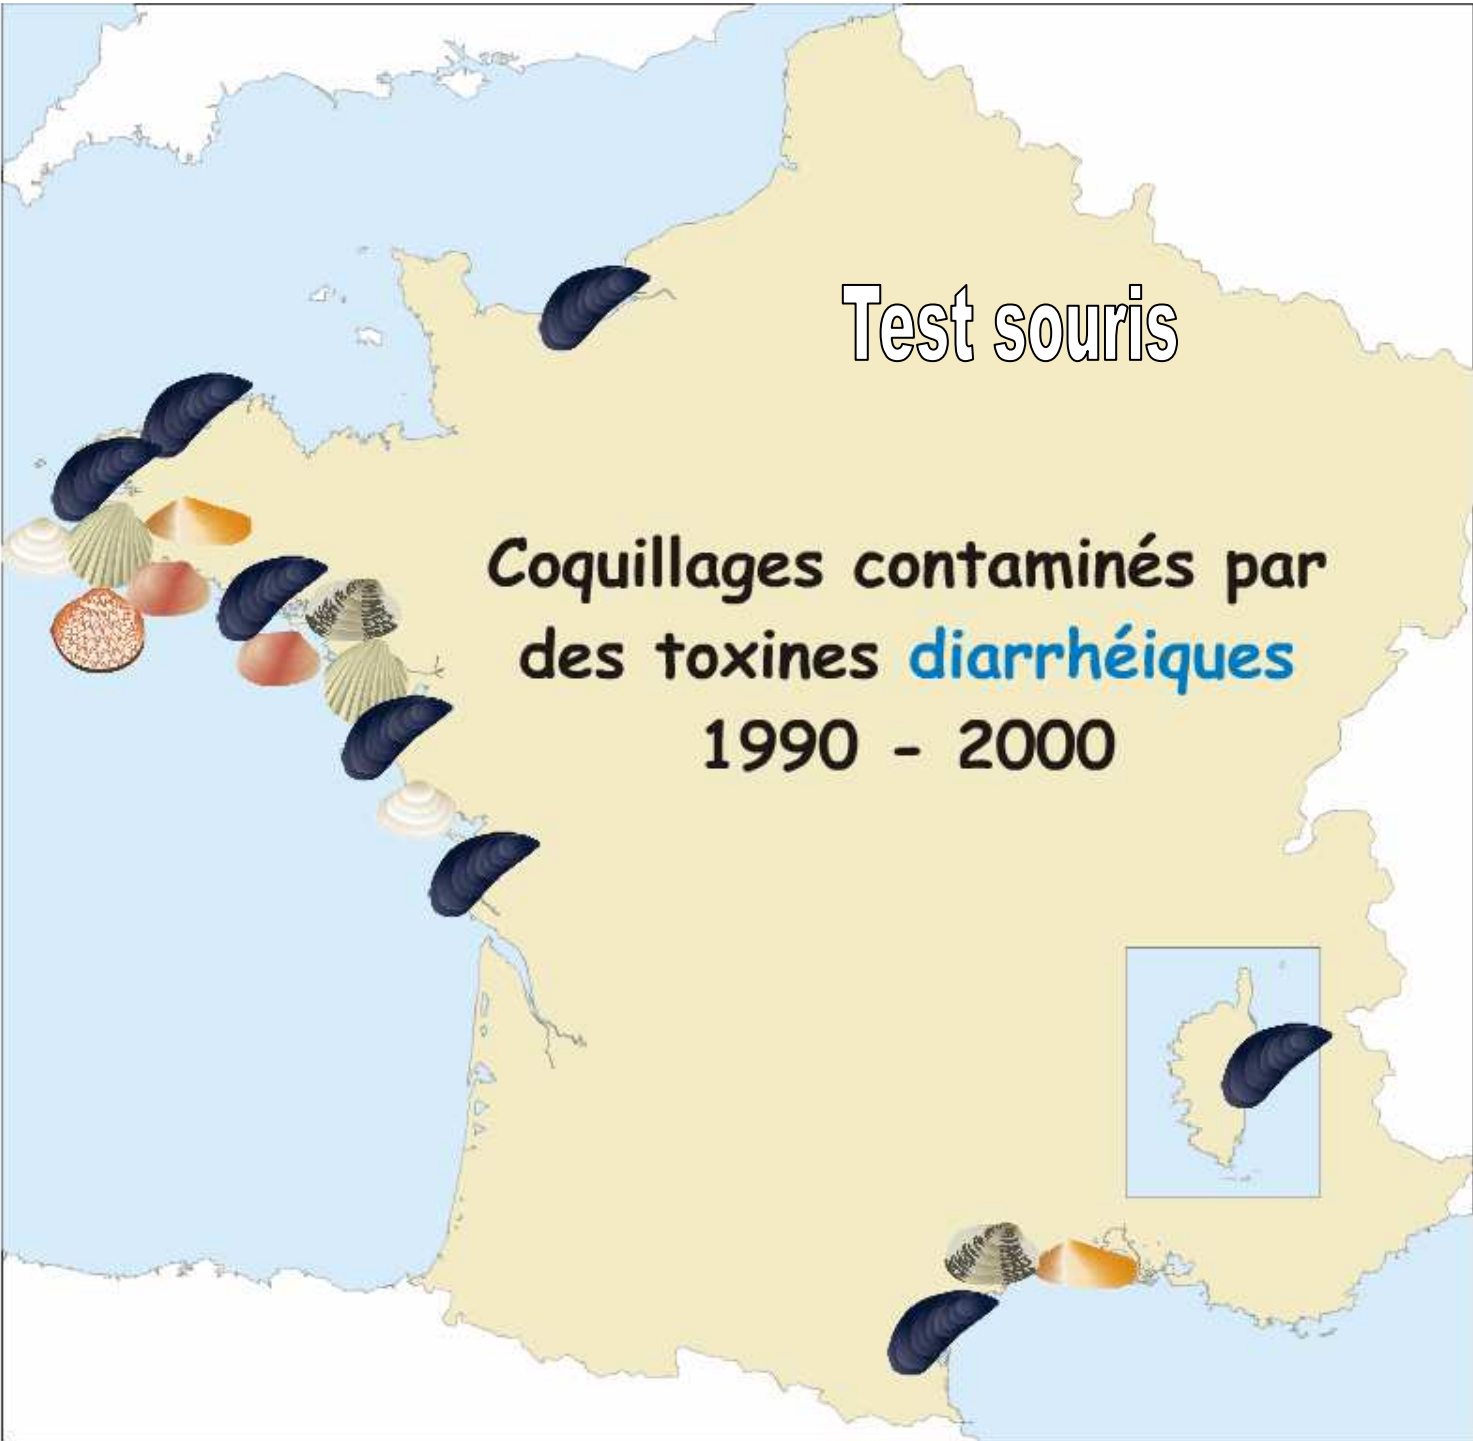 Test souris
Coquillages contaminés par
des toxines diarrhéiques
1990 - 2000